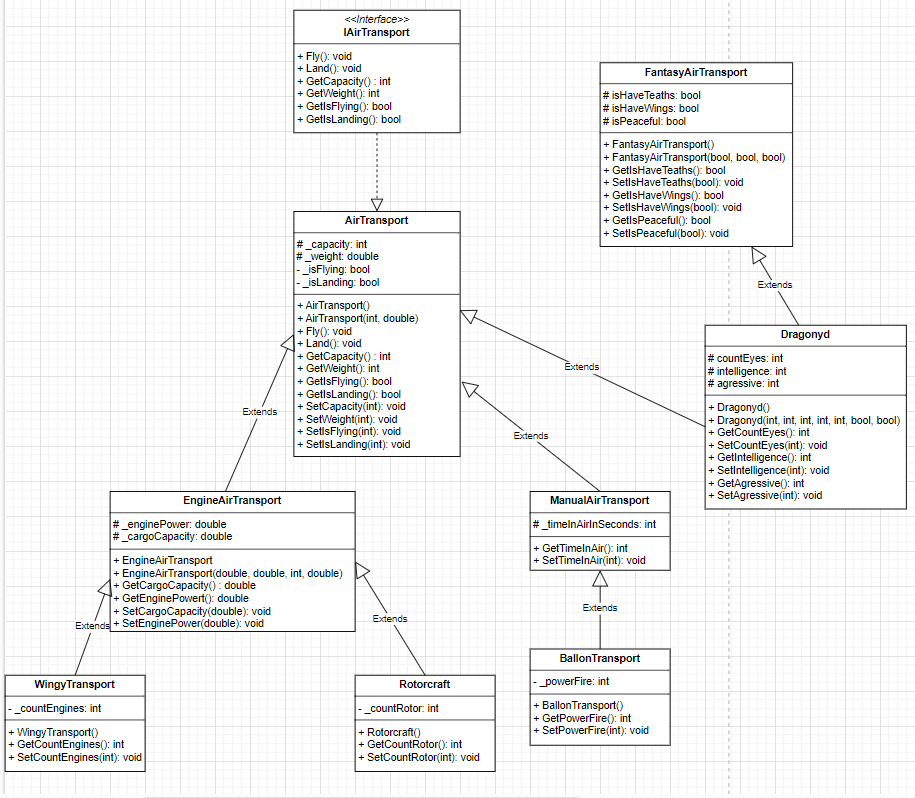 <<Interface>>
IAirTransport
+ Fly(): void
+ Land(): void
+ GetCapacity() : int
+ GetWeight(): int
+ GetIsFlying(): bool
+ GetIsLanding(): bool
FantasyAirTransport
# isHaveTeaths: bool
# isHaveWings: bool
# isPeaceful: bool
+ FantasyAirTransport()
+ FantasyAirTransport(bool, bool, bool)
+ GetIsHaveTeaths(): bool
+ SetIsHaveTeaths(bool): void
+ GetIsHaveWings(): bool
+ SetIsHaveWings(bool): void
+ GetIsPeaceful(): bool
+ SetIsPeaceful(bool): void
AirTransport
# _capacity: int
# _weight: double
- _isFlying: bool
- _isLanding: bool
+ AirTransport()
+ AirTransport(int, double)
+ Fly(): void
+ Land(): void
+ GetCapacity() : int
+ GetWeight(): int
+ GetIsFlying(): bool
+ GetIsLanding(): bool
+ SetCapacity(int): void
+ SetWeight(int): void
+ SetIsFlying(int): void
+ SetIsLanding(int): void
Extends
Dragonyd
# countEyes: int
# intelligence: int
# agressive: int
+ Dragonyd()
+ Dragonyd(int, int, int, int, int, bool, bool)
+ GetCountEyes(): int
+ SetCountEyes(int): void
+ GetIntelligence(): int
+ SetIntelligence(int): void
+ GetAgressive(): int
+ SetAgressive(int): void
Extends
Extends
Extends
EngineAirTransport
# _enginePower: double
# _cargoCapacity: double
+ EngineAirTransport
+ EngineAirTransport(double, double, int, double)
+ GetCargoCapacity() : double
+ GetEnginePowert(): double
+ SetCargoCapacity(double): void
+ SetEnginePower(double): void
ManualAirTransport
# _timeInAirInSeconds: int
+ GetTimeInAir(): int
+ SetTimeInAir(int): void
Extends
Extends
Extends
WingyTransport
- _countEngines: int
+ WingyTransport()
+ GetCountEngines(): int
+ SetCountEngines(int): void
Rotorcraft
- _countRotor: int
+ Rotorcraft()
+ GetCountRotor(): int
+ SetCountRotor(int): void
BallonTransport
- _powerFire: int
+ BallonTransport()
+ GetPowerFire(): int
+ SetPowerFire(int): void